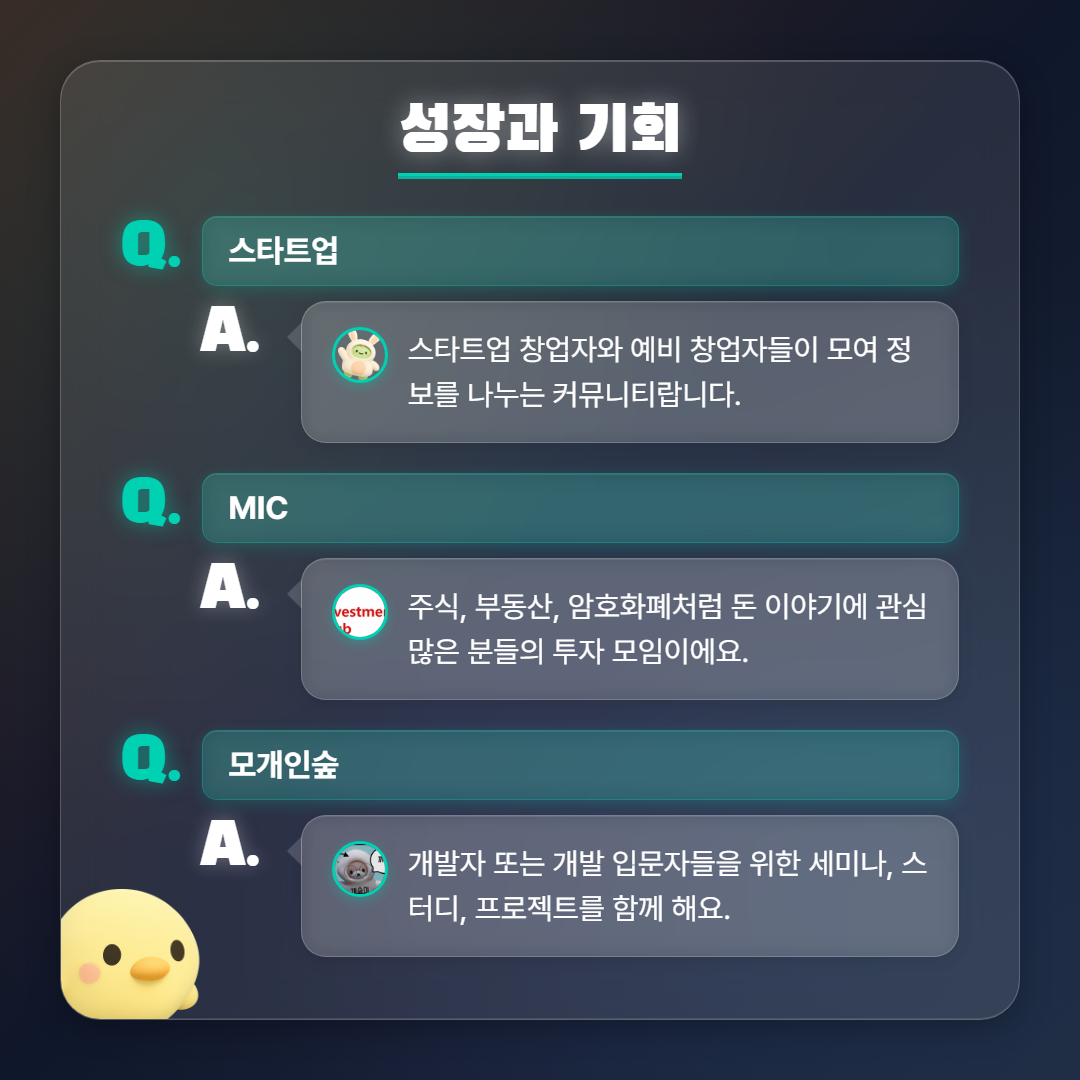 성장과 기회
Q.
스타트업
A.
스타트업 창업자와 예비 창업자들이 모여 정
보를 나누는 커뮤니티랍니다.
Q.
MIC
A.
vestmer
주식, 부동산, 암호화폐처럼 돈 이야기에 관심
많은 분들의 투자 모임이에요.
Q.
모개인숲
A.
개발자 또는 개발 입문자들을 위한 세미나, 스
터디, 프로젝트를 함께 해요.